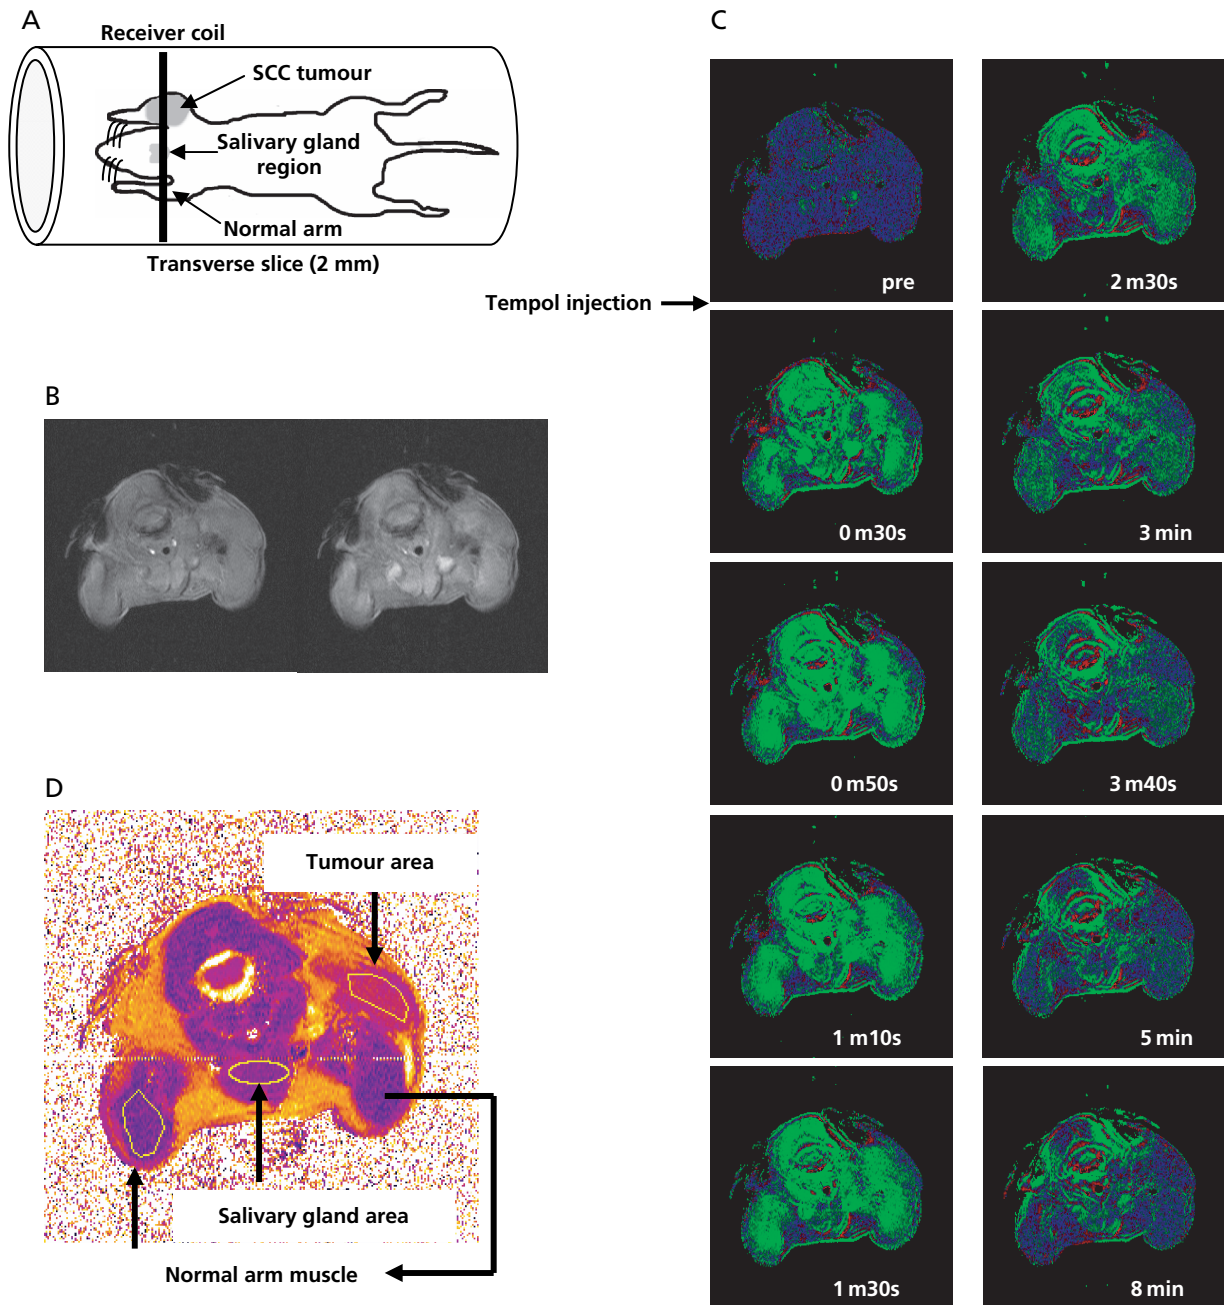 A
Receiver coil
SCC tumour
Salivary gland
region
Normal arm
Transverse slice (2 mm)
B
C
pre
2 m30s
Tempol injection
0 m30s
3 min
0 m50s
3 m40s
1 m10s
5 min
1 m30s
8 min
D
Tumour area
Salivary gland area
Normal arm muscle